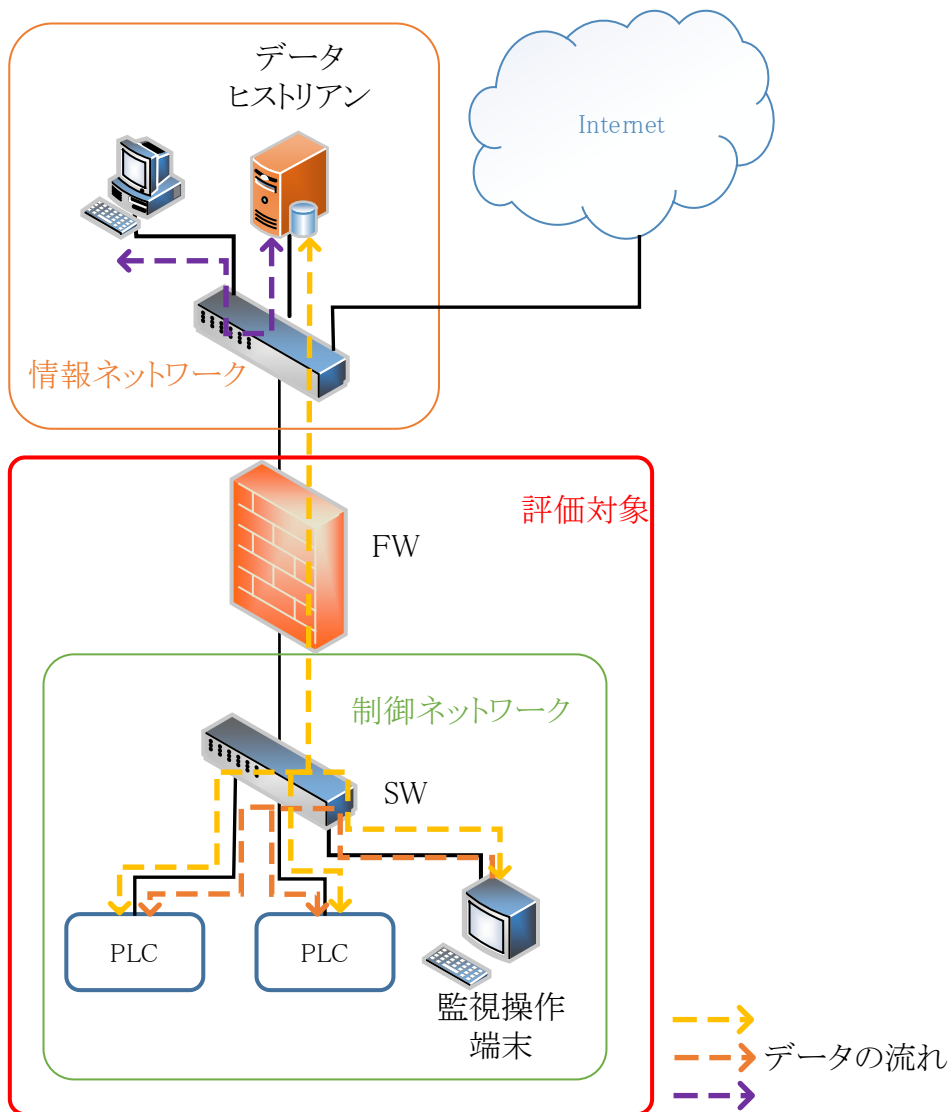 データ
ヒストリアン
Internet
情報ネットワーク
評価対象
FW
制御ネットワーク
SW
PLC
PLC
監視操作
端末
データの流れ